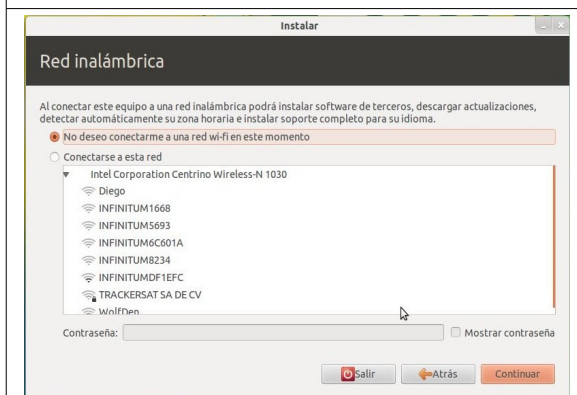 Instalar
Red inalámbrica
Al conectar este equipo a una red inalámbrica podrá instalar software de terceros, descargar actualizaciones,
detectar automáticamente su zona horaria e instalar soporte completo para su idioma.
No deseo conectarme a una red wi-fi en este momento
Conectarse a esta red
Intel Corporation Centrino Wireless-N 1030
Diego
INFINITUM1668
INFINITUM5693
INFINITUM6C601A
INFINITUM8234
INFINITUMDF1EFC
TRACKERSAT SA DE CV
WolfDen
Contraseña:
Mostrar contraseña
Salir
Atrás
Continuar